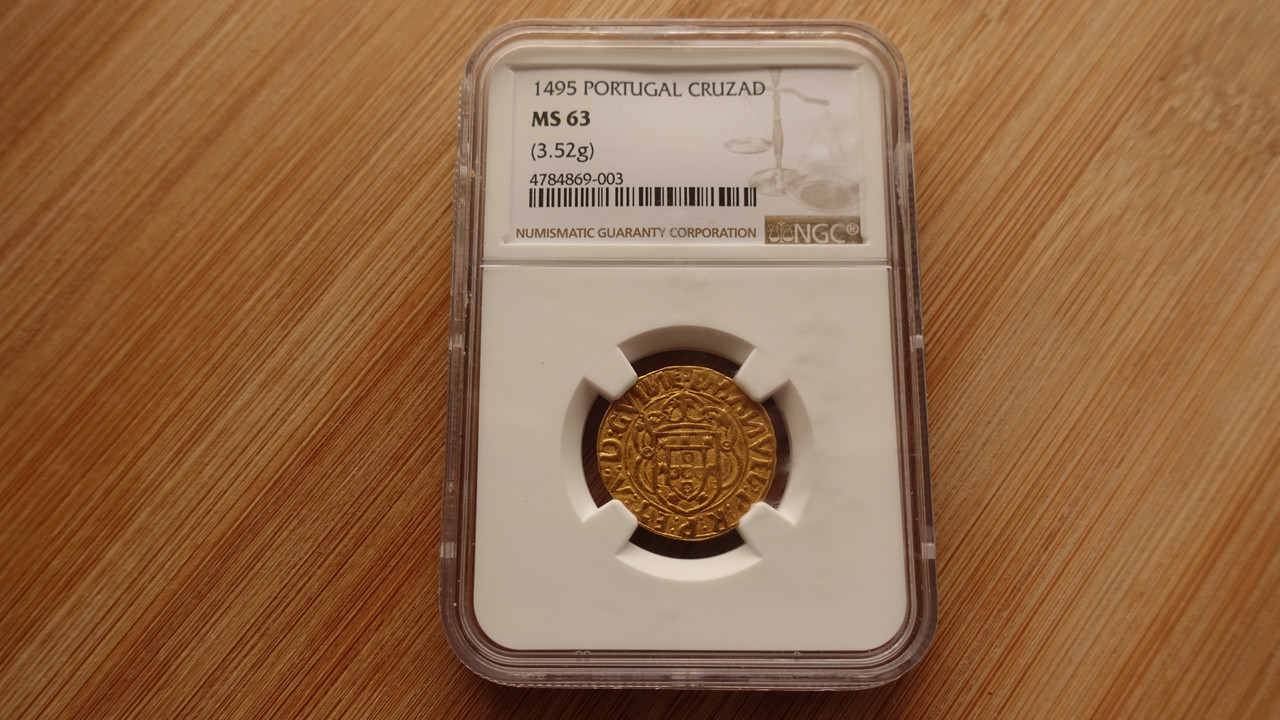 1495 PORTUGAL CRUZAD
MS 63
(3.52g)
4784869-003
NUMISMATIC GUARANTY CORPORATION
NGC®